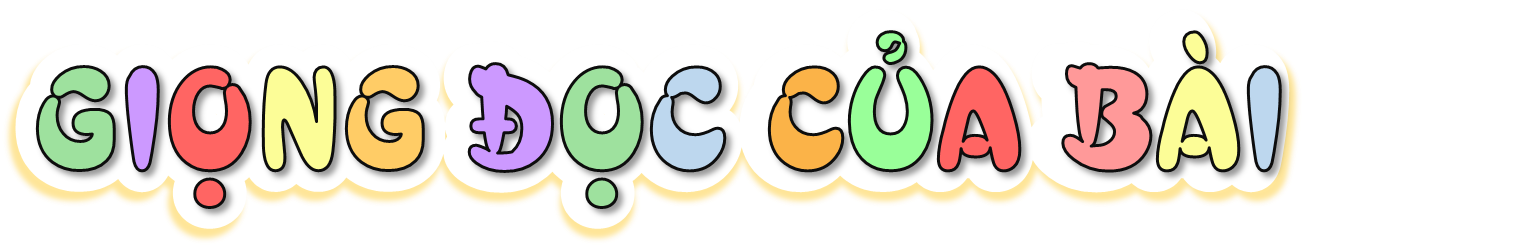 GIỌNG ĐỌC CỦA BÀI